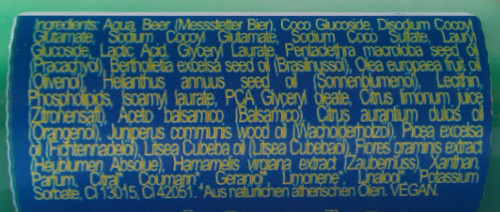 Ingredients: Aqua, Beer (Messstetter Bier), Coco Glucoside, Disodium Cocoyl
Glutamate, Sodium Cocoyl Glutamate, Sodium Coco Sulfate, Lauryl
Glucoside, Lactic Acid, Glyceryl Laurate, Pentaclethra macroloba seed oil
(Pracachyöl), Bertholletia excelsa seed oil (Brasilnussöl), Olea europaea fruit oil
(Olivenöl), Helianthus annuus seed oil (Sonnenblumenöl), Lecithin,
Phospholipids, Isoamyl laurate, PCA Glyceryl oleate, Citrus limonum juice
(Zitronensaft), Aceto balsamico (Balsamico), Citrus aurantium dulcis oil
(Orangenöl), Juniperus communis wood oil (Wacholderholzöl), Picea excelsa
oil (Fichtennadelöl), Litsea Cubeba oil (Litsea Cubebaöl), Flores graminis extract
(Heublumen Absolue), Hamamelis virgiana extract (Zaubernuss), Xanthan,
Parfum, Citral* Coumarin* Geraniol* Limonene* Linalool* Potassium
Sorbate, CI 13015, CI 42051. *Aus natürlichen ätherischen Ölen. VEGAN.